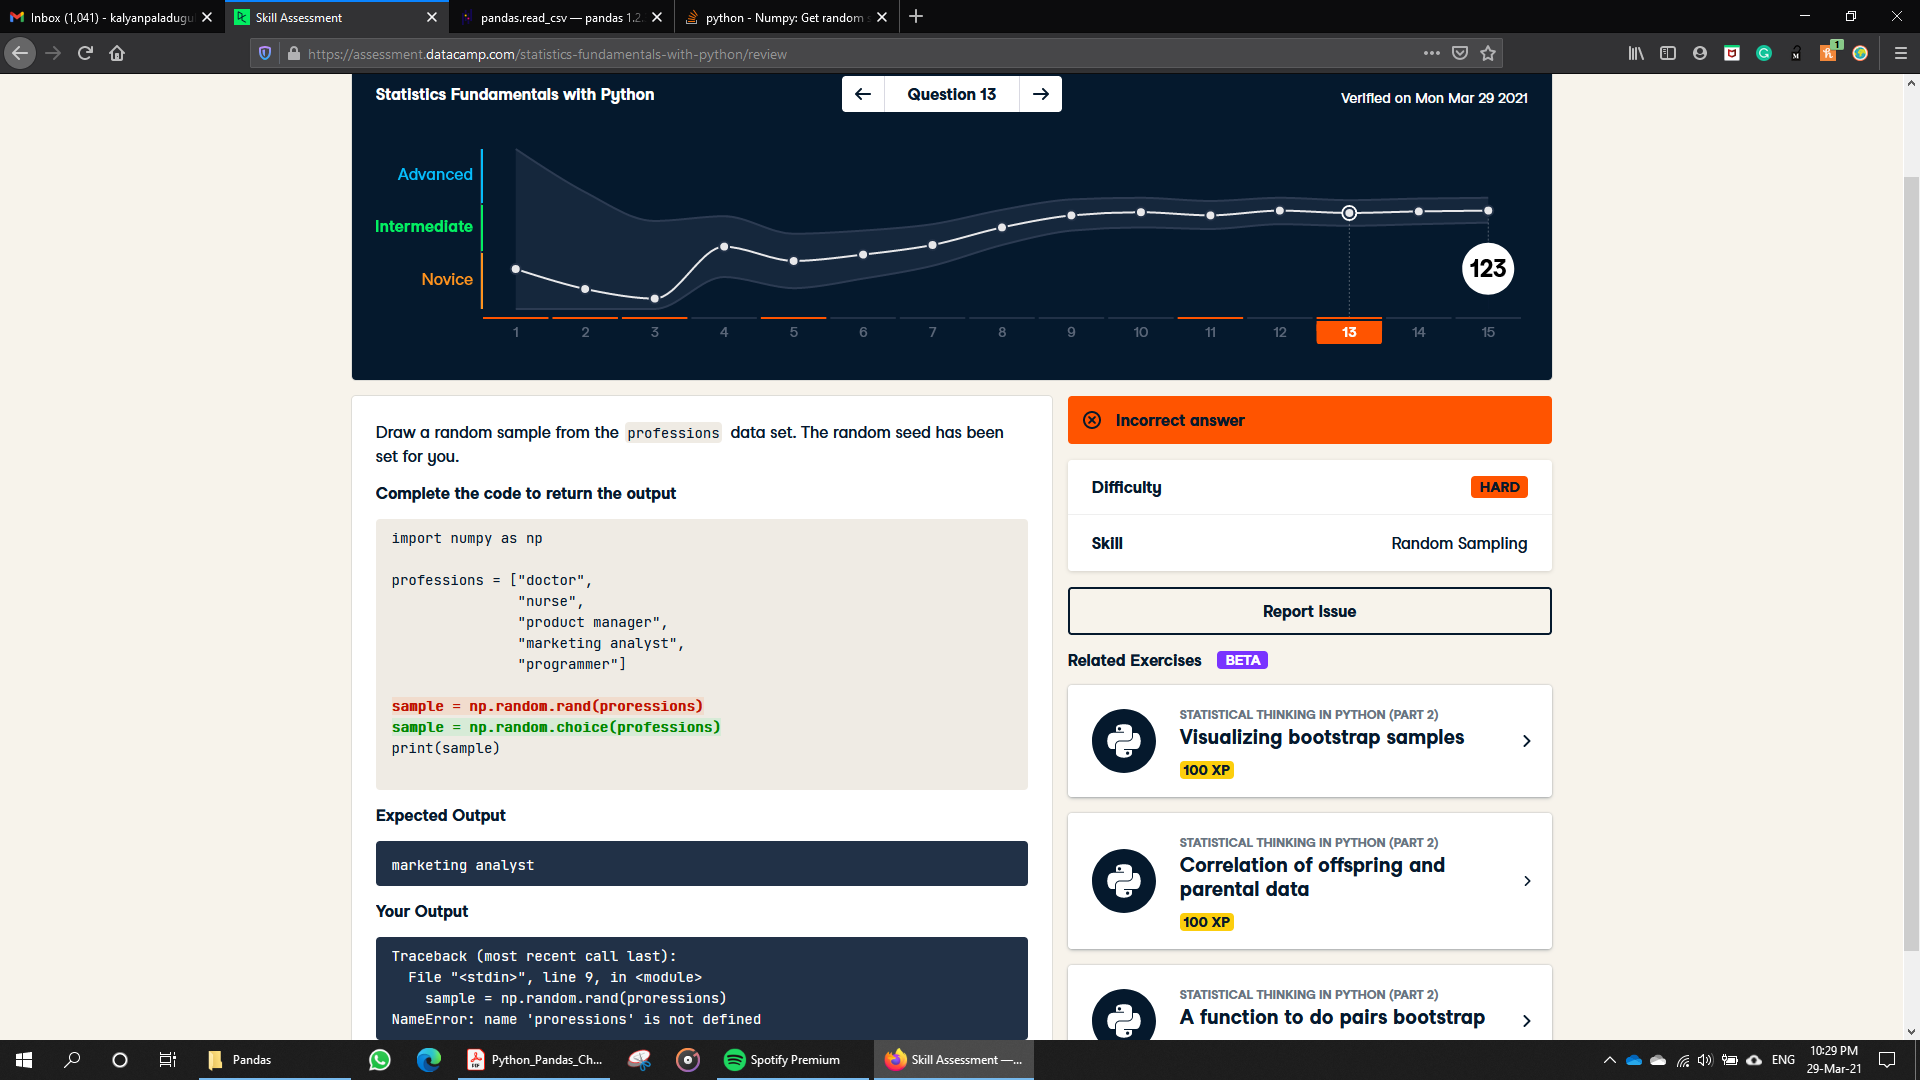 Inbox (1,041) - kalyanpaladugu
Skill Assessment
pandas.read_csv — pandas 1.2.
python - Numpy: Get random
https://assessment.datacamp.com/statistics-fundamentals-with-python/review
1
Statistics Fundamentals with Python
Question 13
Verified on Mon Mar 29 2021
Advanced
Intermediate
Novice
123
1 2 3 4 5 6 7 8 9 10 11 12 13 14 15
Draw a random sample from the professions data set. The random seed has been
set for you.
Complete the code to return the output
import numpy as np
professions = ["doctor",
"nurse",
"product manager",
"marketing analyst",
"programmer"]
sample = np.random.rand(proressions)
sample = np.random.choice(professions)
print(sample)
Expected Output
marketing analyst
Your Output
Traceback (most recent call last):
File "<stdin>", line 9, in <module>
sample = np.random.rand(proressions)
NameError: name 'proressions' is not defined
Incorrect answer
Difficulty
HARD
Skill
Random Sampling
Report Issue
Related Exercises BETA
STATISTICAL THINKING IN PYTHON (PART 2)
Visualizing bootstrap samples
100 XP
STATISTICAL THINKING IN PYTHON (PART 2)
Correlation of offspring and
parental data
100 XP
STATISTICAL THINKING IN PYTHON (PART 2)
A function to do pairs bootstrap
Pandas
Python_Pandas_Ch...
Spotify Premium
Skill Assessment —...
ENG
10:29 PM
29-Mar-21